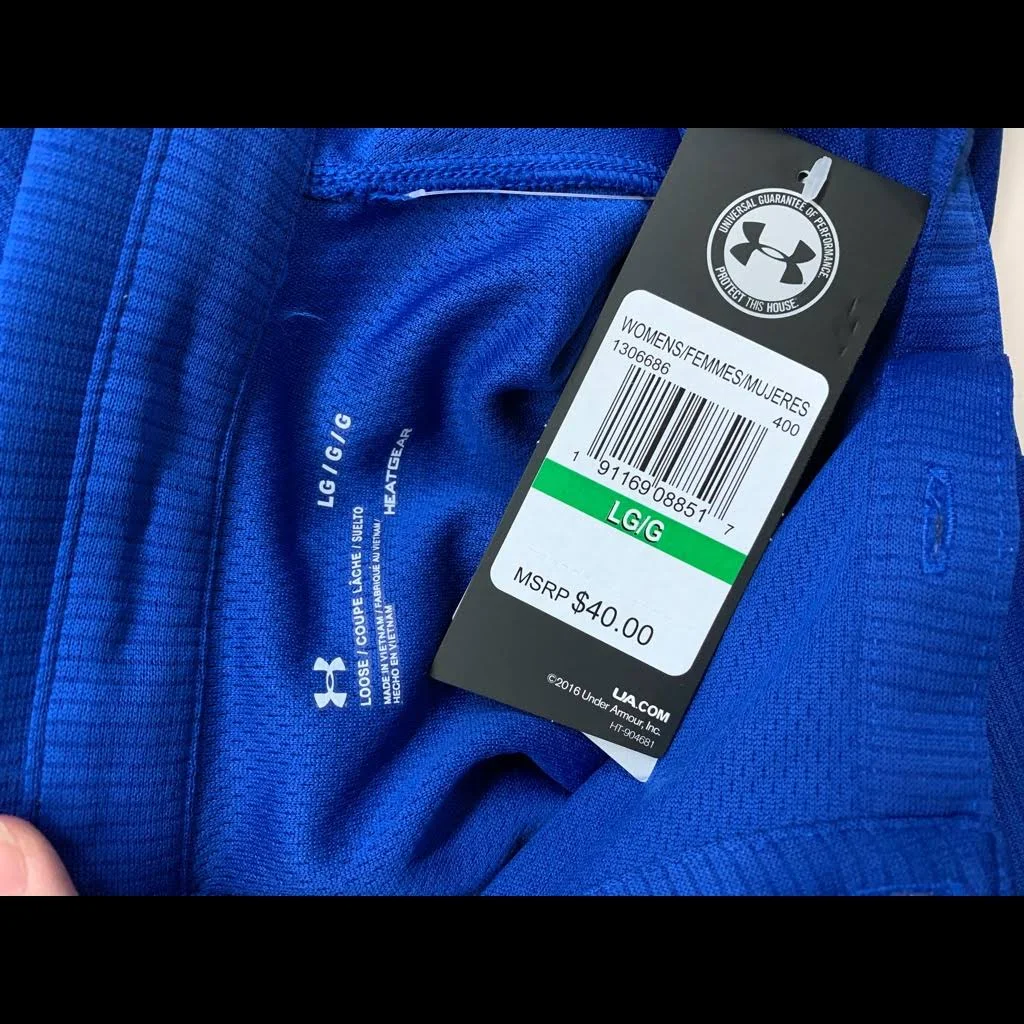 UNIVERSAL GUARANTEE OF PERFORMANCE
PROTECT THIS HOUSE.
WOMENS/FEMMES/MUJERES
1306686
400
1 91169 08851 7
LG/G
MSRP $40.00
UA.COM
©2016 Under Armour, Inc.
HT-904681
LG / G / G
HEATGEAR
LOOSE / COUPE LÂCHE / SUELTO
MADE IN VIETNAM / FABRIQUÉ AU VIETNAM /
HECHO EN VIETNAM